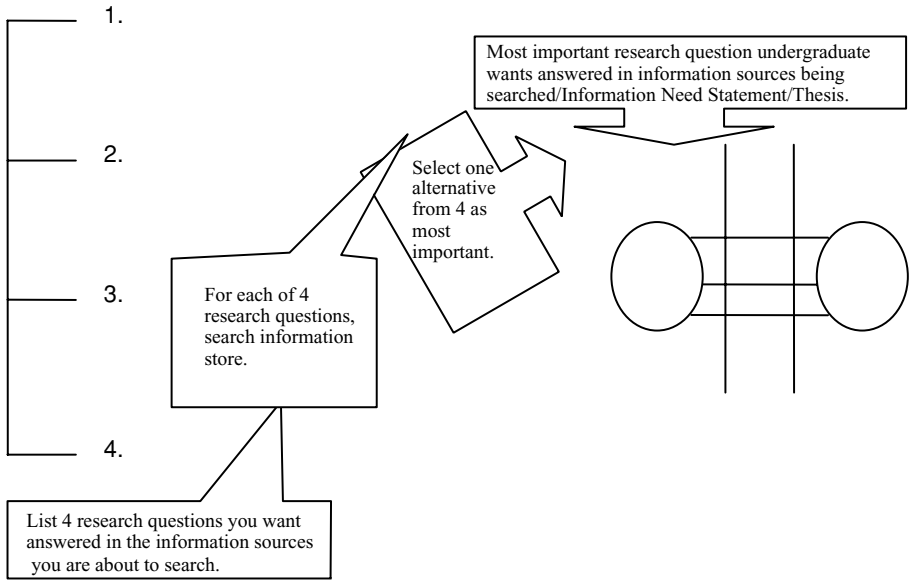 1.
Most important research question undergraduate
wants answered in information sources being
searched/Information Need Statement/Thesis.
2.
Select one
alternative
from 4 as
most
important.
3.
For each of 4
research questions,
search information
store.
4.
List 4 research questions you want
answered in the information sources
you are about to search.